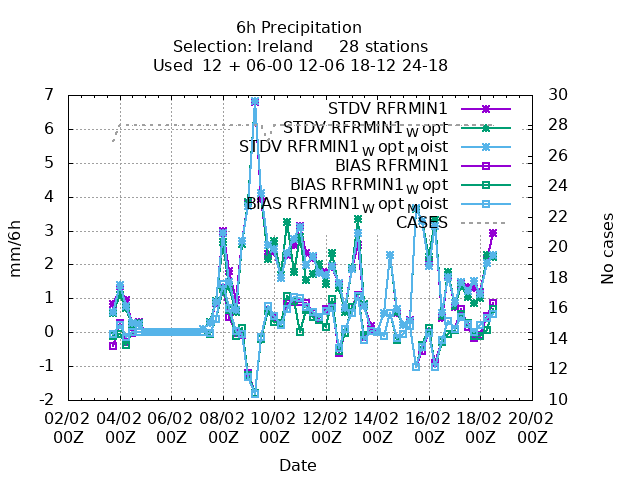 6h Precipitation
Selection: Ireland 28 stations
Used 12 + 06-00 12-06 18-12 24-18
STDV RFRMIN1
STDV RFRMIN1_W opt
STDV RFRMIN1_W opt_M oist
BIAS RFRMIN1
BIAS RFRMIN1_W opt
BIAS RFRMIN1_W opt_M oist
CASES
mm/6h
7
6
5
4
3
2
1
0
-1
-2
No cases
30
28
26
24
22
20
18
16
14
12
10
02/02 04/02 06/02 08/02 10/02 12/02 14/02 16/02 18/02 20/02
00Z 00Z 00Z 00Z 00Z 00Z 00Z 00Z 00Z 00Z
Date